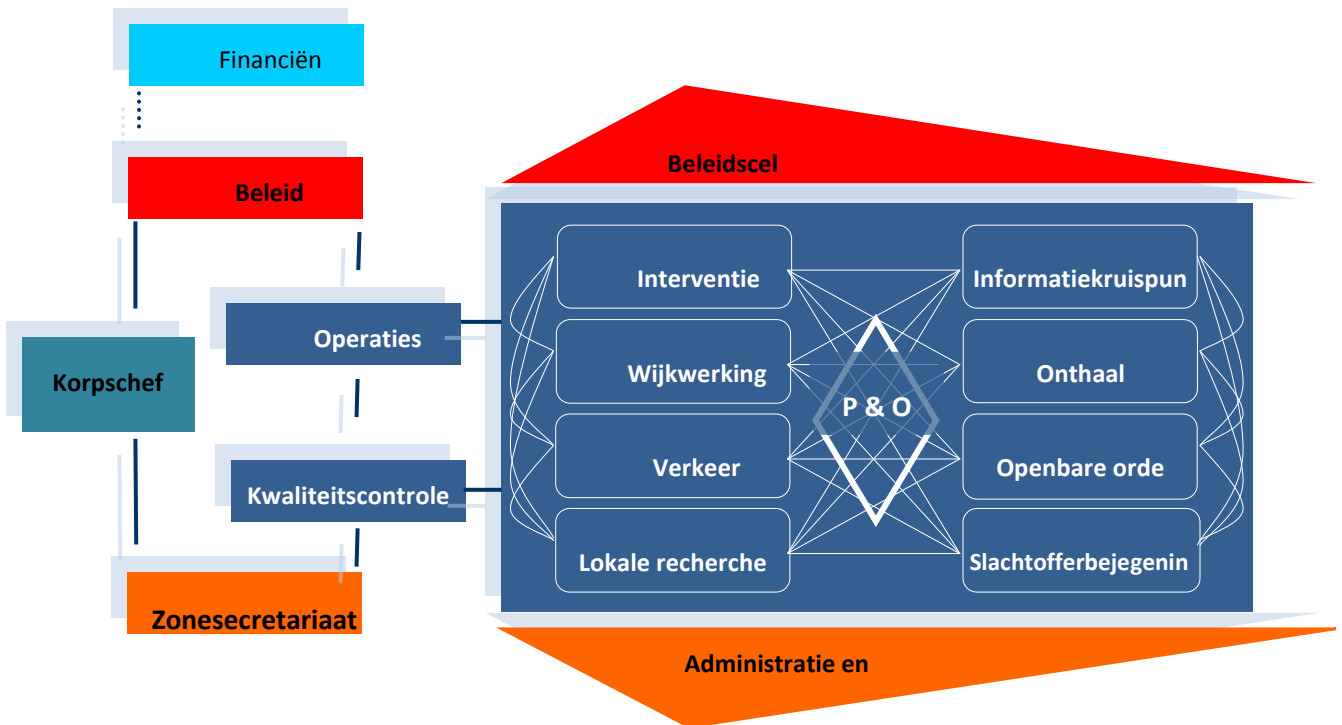 Financiën
Beleid
Operaties
Korpschef
Kwaliteitscontrole
Zonesecretariaat
Beleidscel
Interventie
Informatiekruispun
Wijkwerking
Onthaal
P & O
Verkeer
Openbare orde
Lokale recherche
Slachtofferbejegenin
Administratie en